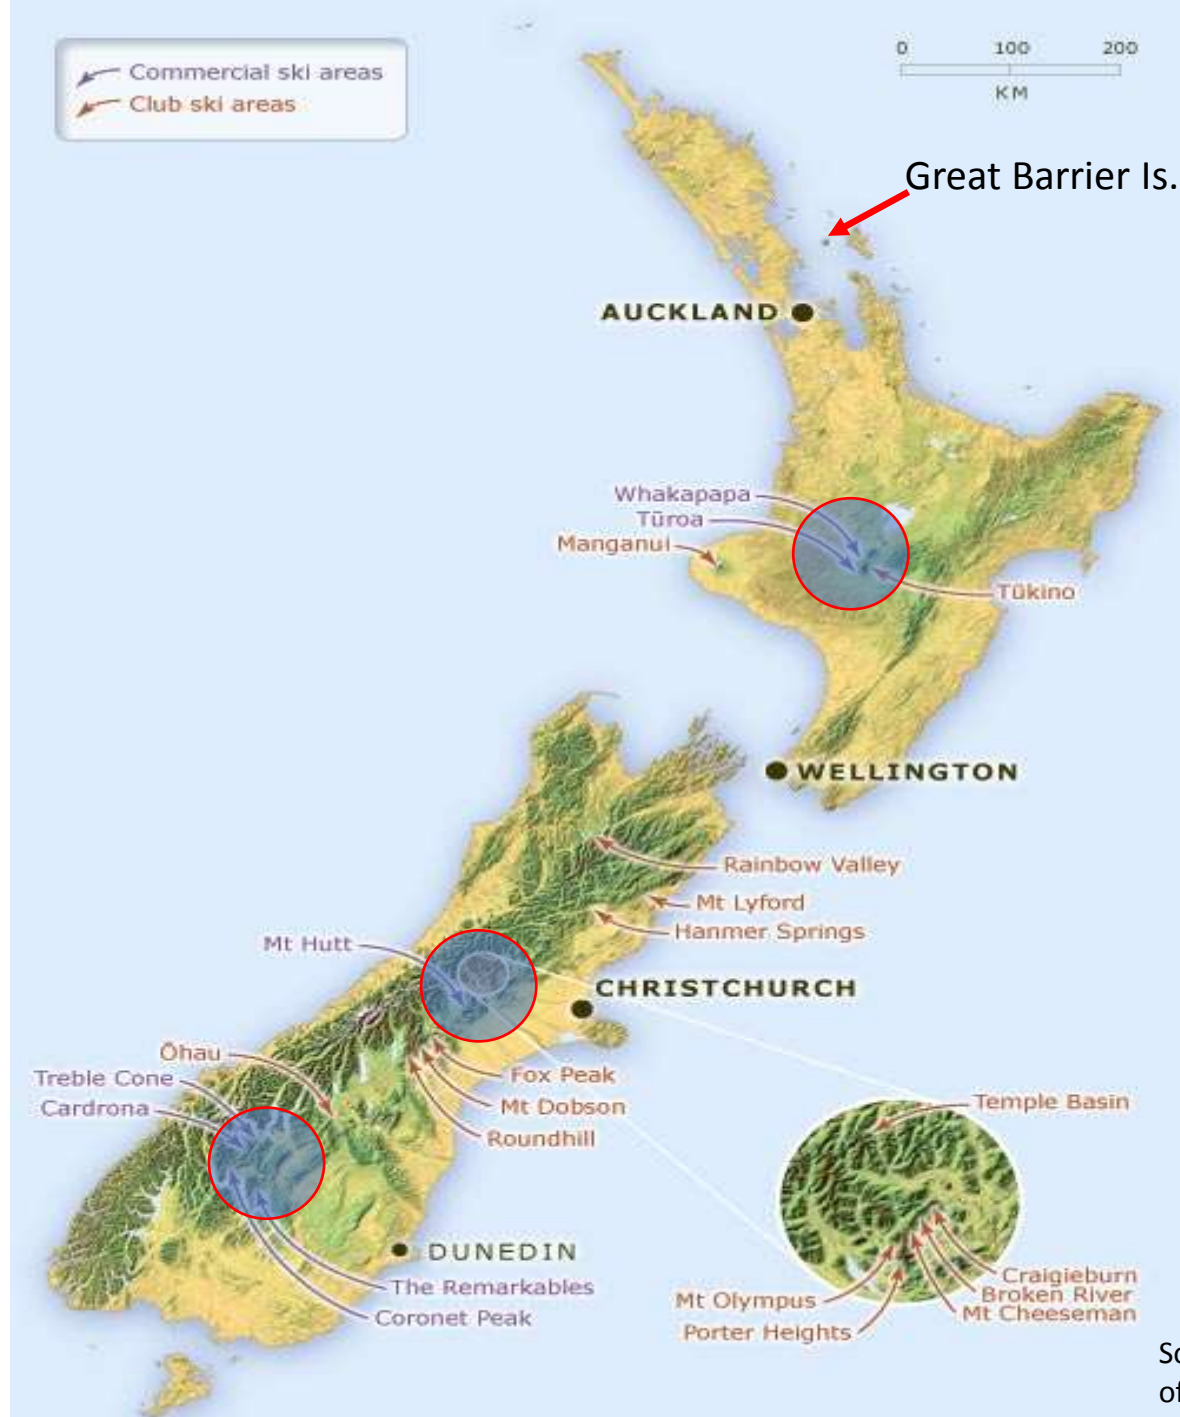 Commercial ski areas
Club ski areas
0 100 200
KM
Great Barrier Is.
AUCKLAND
Whakapapa
Tūroa
Manganui
Tūkino
WELLINGTON
Rainbow Valley
Mt Lyford
Hanmer Springs
Mt Hutt
CHRISTCHURCH
Ōhau
Treble Cone
Cardrona
Fox Peak
Mt Dobson
Roundhill
Temple Basin
DUNEDIN
The Remarkables
Coronet Peak
Craigieburn
Broken River
Mt Cheeseman
Mt Olympus
Porter Heights